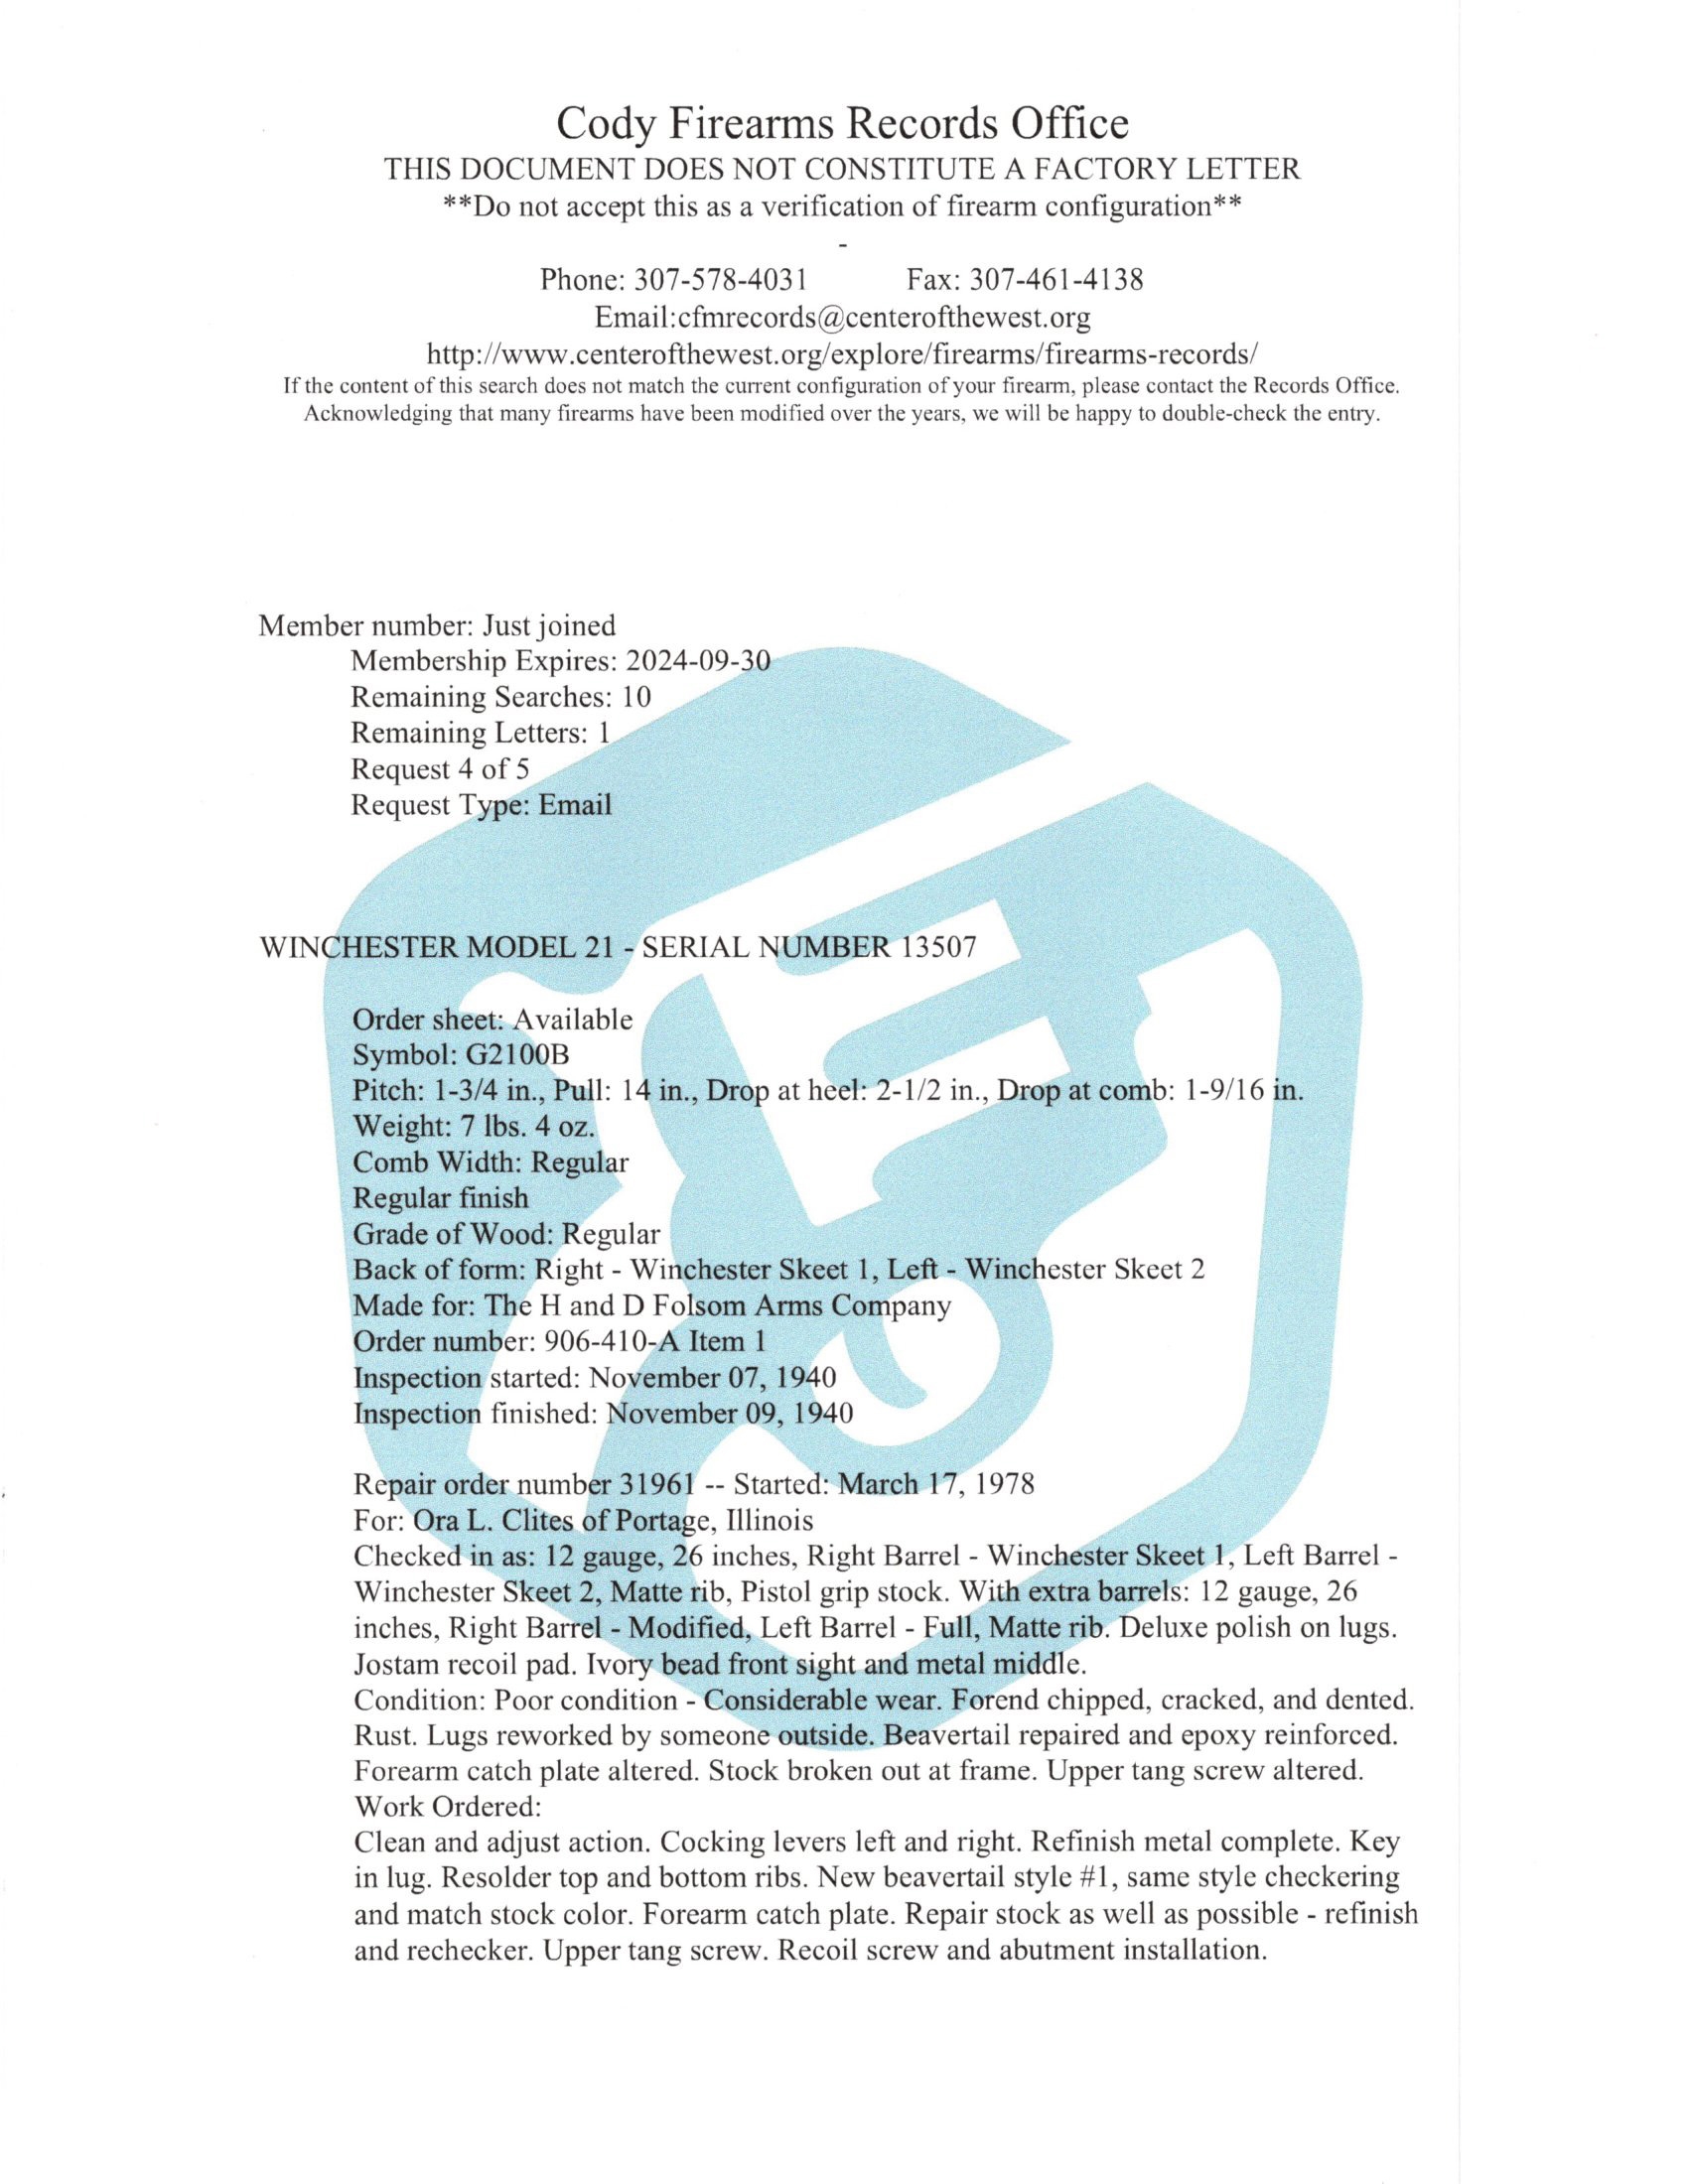 Cody Firearms Records Office
THIS DOCUMENT DOES NOT CONSTITUTE A FACTORY LETTER
**Do not accept this as a verification of firearm configuration**
-
Phone: 307-578-4031 Fax: 307-461-4138
Email:cfmrecords@centerofthewest.org
http://www.centerofthewest.org/explore/firearms/firearms-records/
If the content of this search does not match the current configuration of your firearm, please contact the Records Office.
Acknowledging that many firearms have been modified over the years, we will be happy to double-check the entry.
Member number: Just joined
Membership Expires: 2024-09-30
Remaining Searches: 10
Remaining Letters: 1
Request 4 of 5
Request Type: Email
WINCHESTER MODEL 21 - SERIAL NUMBER 13507
Order sheet: Available
Symbol: G2100B
Pitch: 1-3/4 in., Pull: 14 in., Drop at heel: 2-1/2 in., Drop at comb: 1-9/16 in.
Weight: 7 lbs. 4 oz.
Comb Width: Regular
Regular finish
Grade of Wood: Regular
Back of form: Right - Winchester Skeet 1, Left - Winchester Skeet 2
Made for: The H and D Folsom Arms Company
Order number: 906-410-A Item 1
Inspection started: November 07, 1940
Inspection finished: November 09, 1940
Repair order number 31961 -- Started: March 17, 1978
For: Ora L. Clites of Portage, Illinois
Checked in as: 12 gauge, 26 inches, Right Barrel - Winchester Skeet 1, Left Barrel -
Winchester Skeet 2, Matte rib, Pistol grip stock. With extra barrels: 12 gauge, 26
inches, Right Barrel - Modified, Left Barrel - Full, Matte rib. Deluxe polish on lugs.
Jostam recoil pad. Ivory bead front sight and metal middle.
Condition: Poor condition - Considerable wear. Forend chipped, cracked, and dented.
Rust. Lugs reworked by someone outside. Beavertail repaired and epoxy reinforced.
Forearm catch plate altered. Stock broken out at frame. Upper tang screw altered.
Work Ordered:
Clean and adjust action. Cocking levers left and right. Refinish metal complete. Key
in lug. Resolder top and bottom ribs. New beavertail style #1, same style checkering
and match stock color. Forearm catch plate. Repair stock as well as possible - refinish
and rechecker. Upper tang screw. Recoil screw and abutment installation.